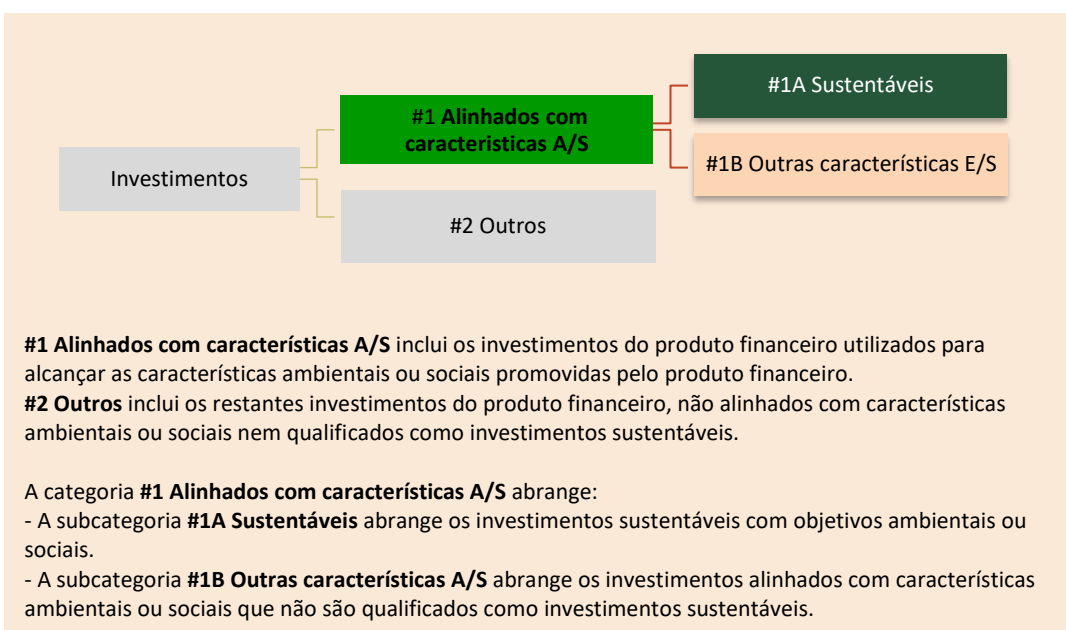 #1A Sustentáveis
#1 Alinhados com
caracteristicas A/S
#1B Outras características E/S
Investimentos
#2 Outros
#1 Alinhados com características A/S inclui os investimentos do produto financeiro utilizados para
alcançar as características ambientais ou sociais promovidas pelo produto financeiro.
#2 Outros inclui os restantes investimentos do produto financeiro, não alinhados com características
ambientais ou sociais nem qualificados como investimentos sustentáveis.
A categoria #1 Alinhados com características A/S abrange:
- A subcategoria #1A Sustentáveis abrange os investimentos sustentáveis com objetivos ambientais ou
sociais.
- A subcategoria #1B Outras características A/S abrange os investimentos alinhados com características
ambientais ou sociais que não são qualificados como investimentos sustentáveis.